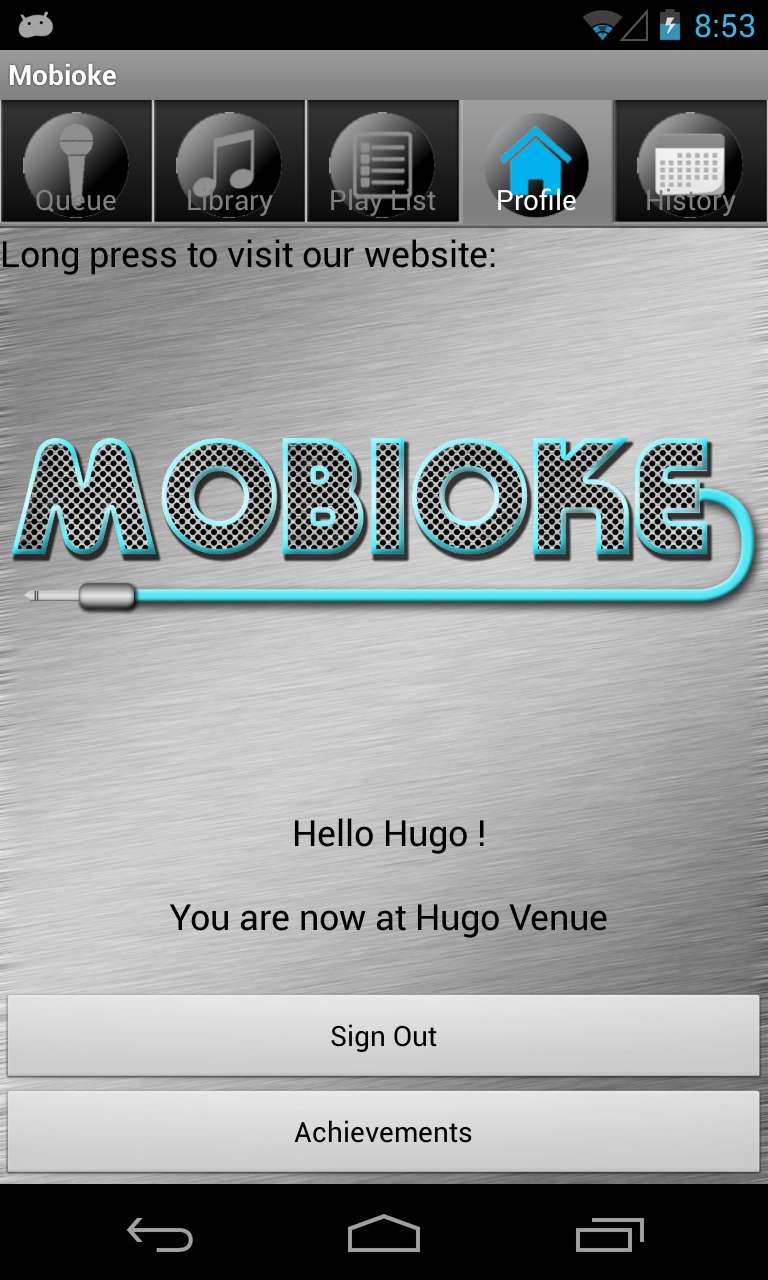 8:53
Mobioke
Queue Library Play List Profile History
Long press to visit our website:
MOBIOKE
Hello Hugo !
You are now at Hugo Venue
Sign Out
Achievements